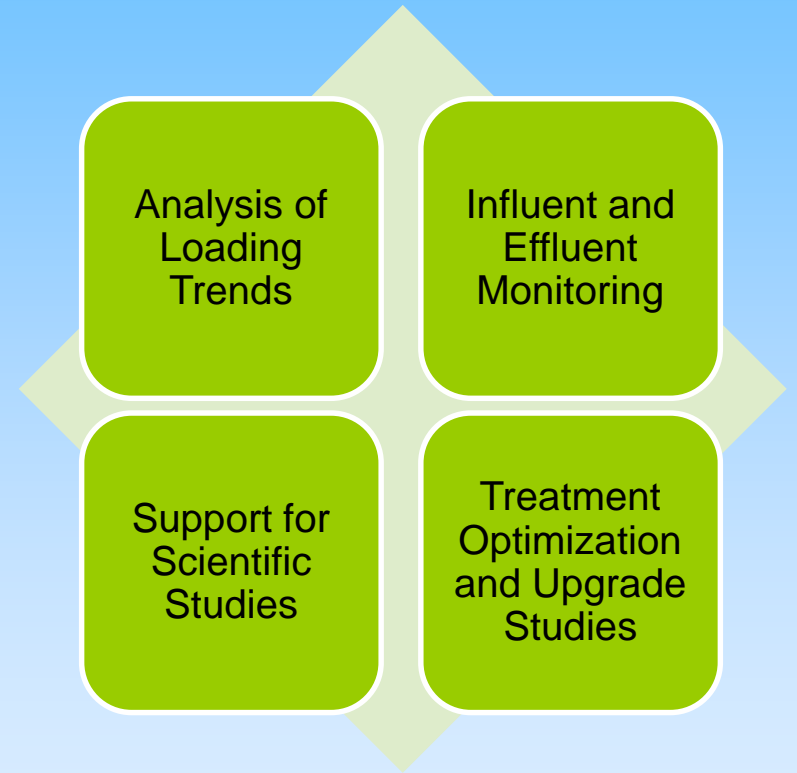 Analysis of
Loading
Trends
Influent and
Effluent
Monitoring
Support for
Scientific
Studies
Treatment
Optimization
and Upgrade
Studies